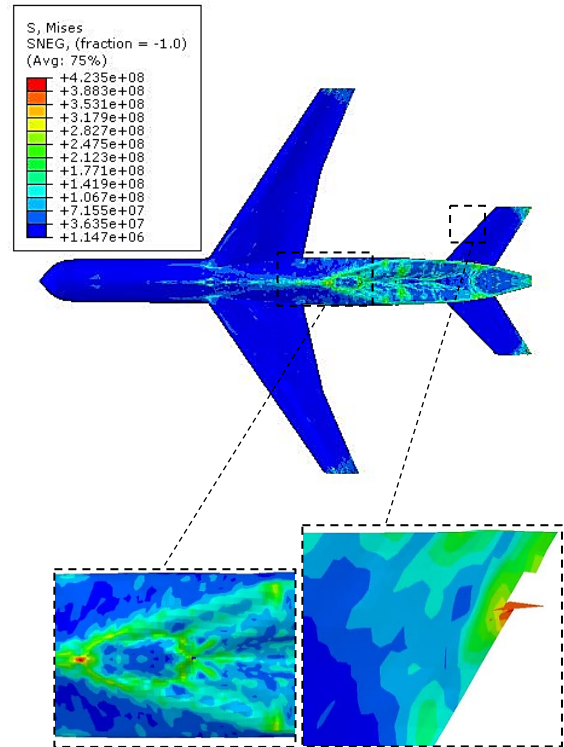 S, Mises
SNEG, (fraction = -1.0)
(Avg: 75%)
+4.235e+08
+3.883e+08
+3.531e+08
+3.179e+08
+2.827e+08
+2.475e+08
+2.123e+08
+1.771e+08
+1.419e+08
+1.067e+08
+7.155e+07
+3.635e+07
+1.147e+06